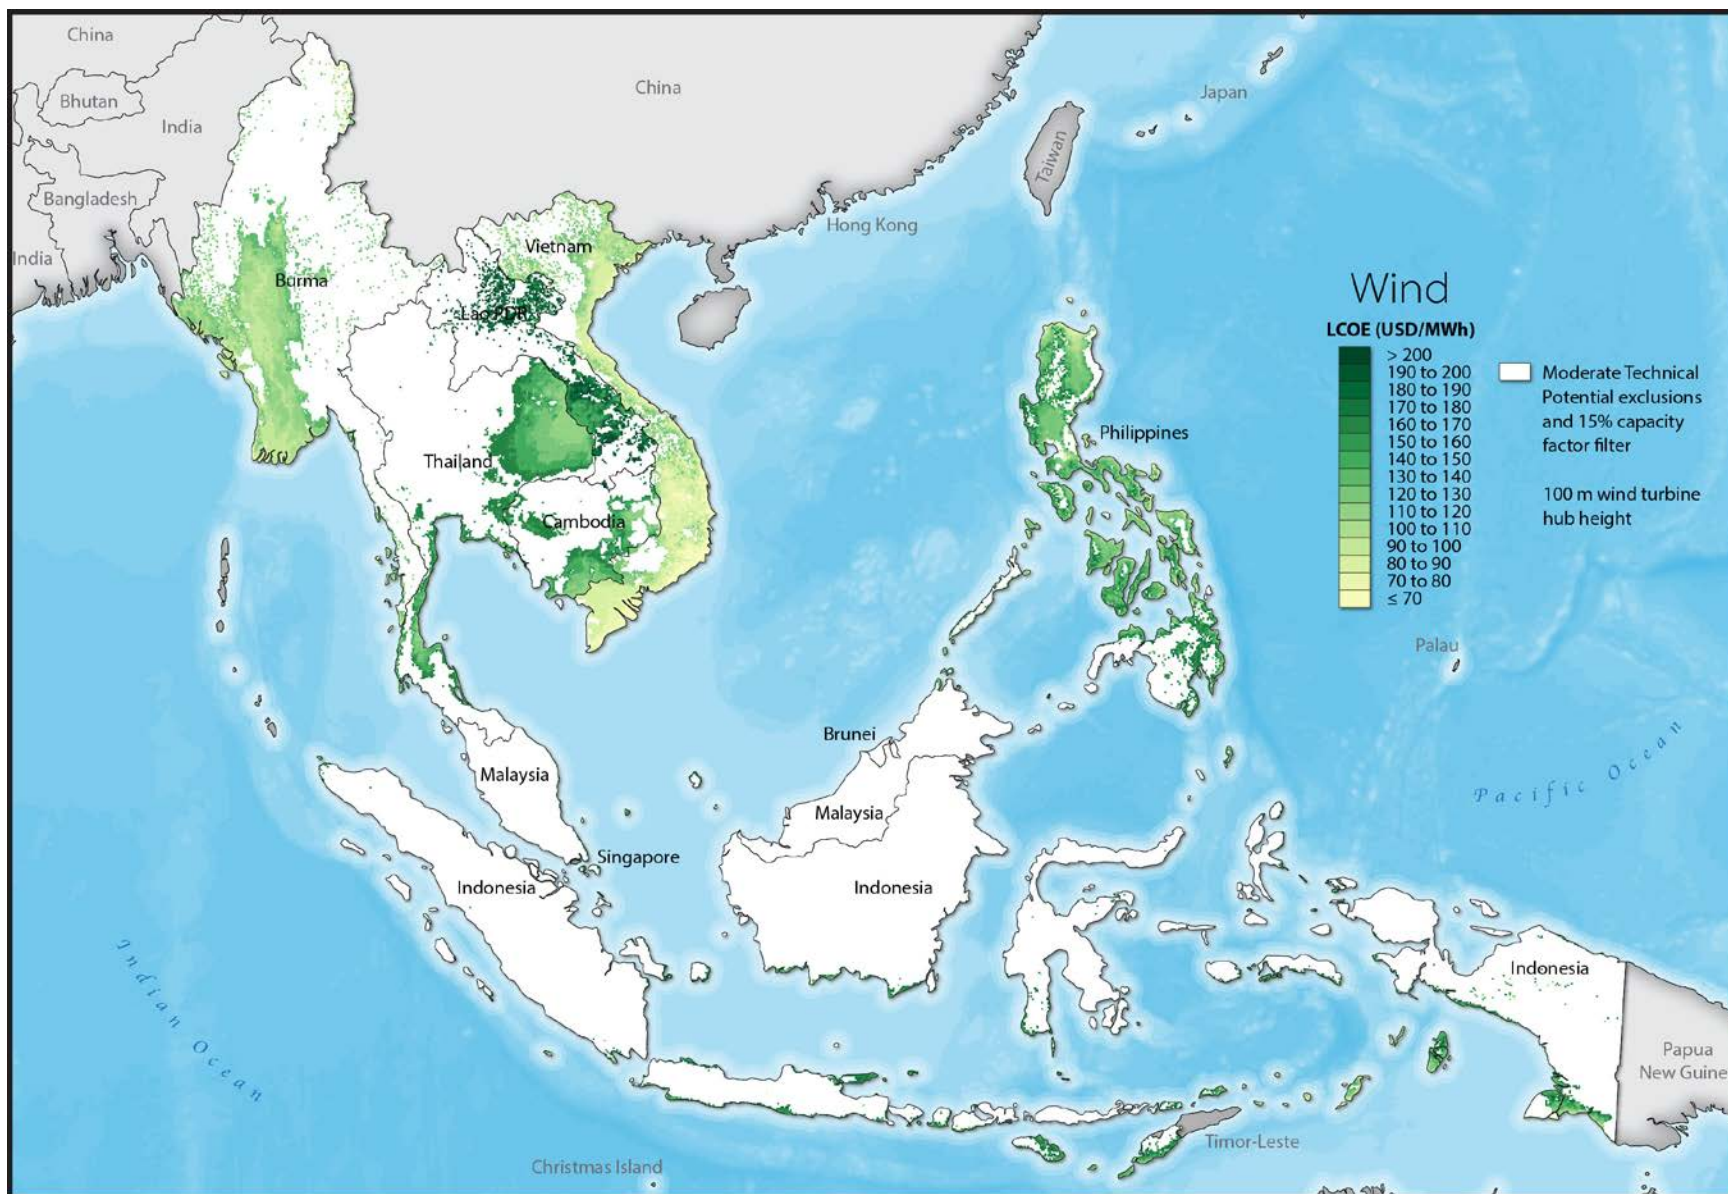 China
Bhutan
India
Bangladesh
India
China
Japan
Taiwan
Hong Kong
Vietnam
Burma
Lao PDR
Thailand
Cambodia
Philippines
Wind
LCOE (USD/MWh)
> 200
190 to 200
180 to 190
170 to 180
160 to 170
150 to 160
140 to 150
130 to 140
120 to 130
110 to 120
100 to 110
90 to 100
80 to 90
70 to 80
≤ 70
Moderate Technical
Potential exclusions
and 15% capacity
factor filter
100 m wind turbine
hub height
Palau
Brunei
Malaysia
Malaysia
Singapore
Indonesia
Indonesia
Indonesia
Pacific Ocean
Indian Ocean
Papua
New Guine
Timor-Leste
Christmas Island